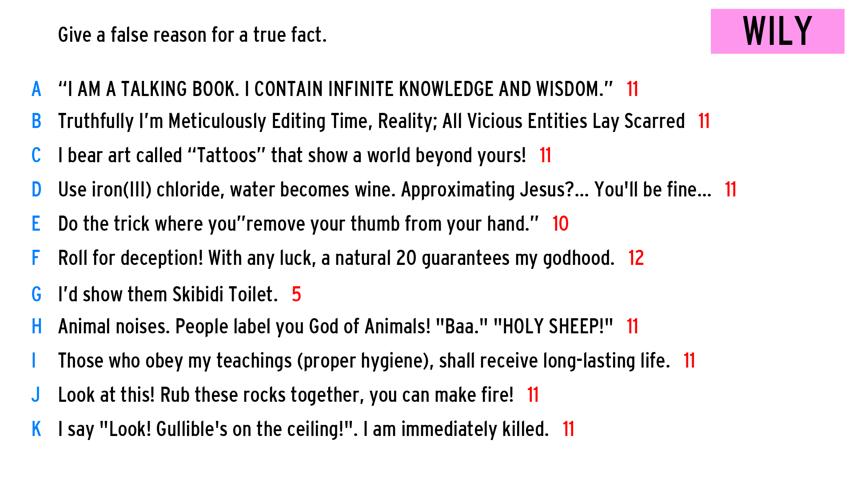 Give a false reason for a true fact.
WILY
A “I AM A TALKING BOOK. I CONTAIN INFINITE KNOWLEDGE AND WISDOM.” 11
B Truthfully I’m Meticulously Editing Time, Reality; All Vicious Entities Lay Scarred 11
C I bear art called “Tattoos” that show a world beyond yours! 11
D Use iron(III) chloride, water becomes wine. Approximating Jesus?... You'll be fine... 11
E Do the trick where you”remove your thumb from your hand.” 10
F Roll for deception! With any luck, a natural 20 guarantees my godhood. 12
G I’d show them Skibidi Toilet. 5
H Animal noises. People label you God of Animals! "Baa." "HOLY SHEEP!" 11
I Those who obey my teachings (proper hygiene), shall receive long-lasting life. 11
J Look at this! Rub these rocks together, you can make fire! 11
K I say "Look! Gullible's on the ceiling!". I am immediately killed. 11